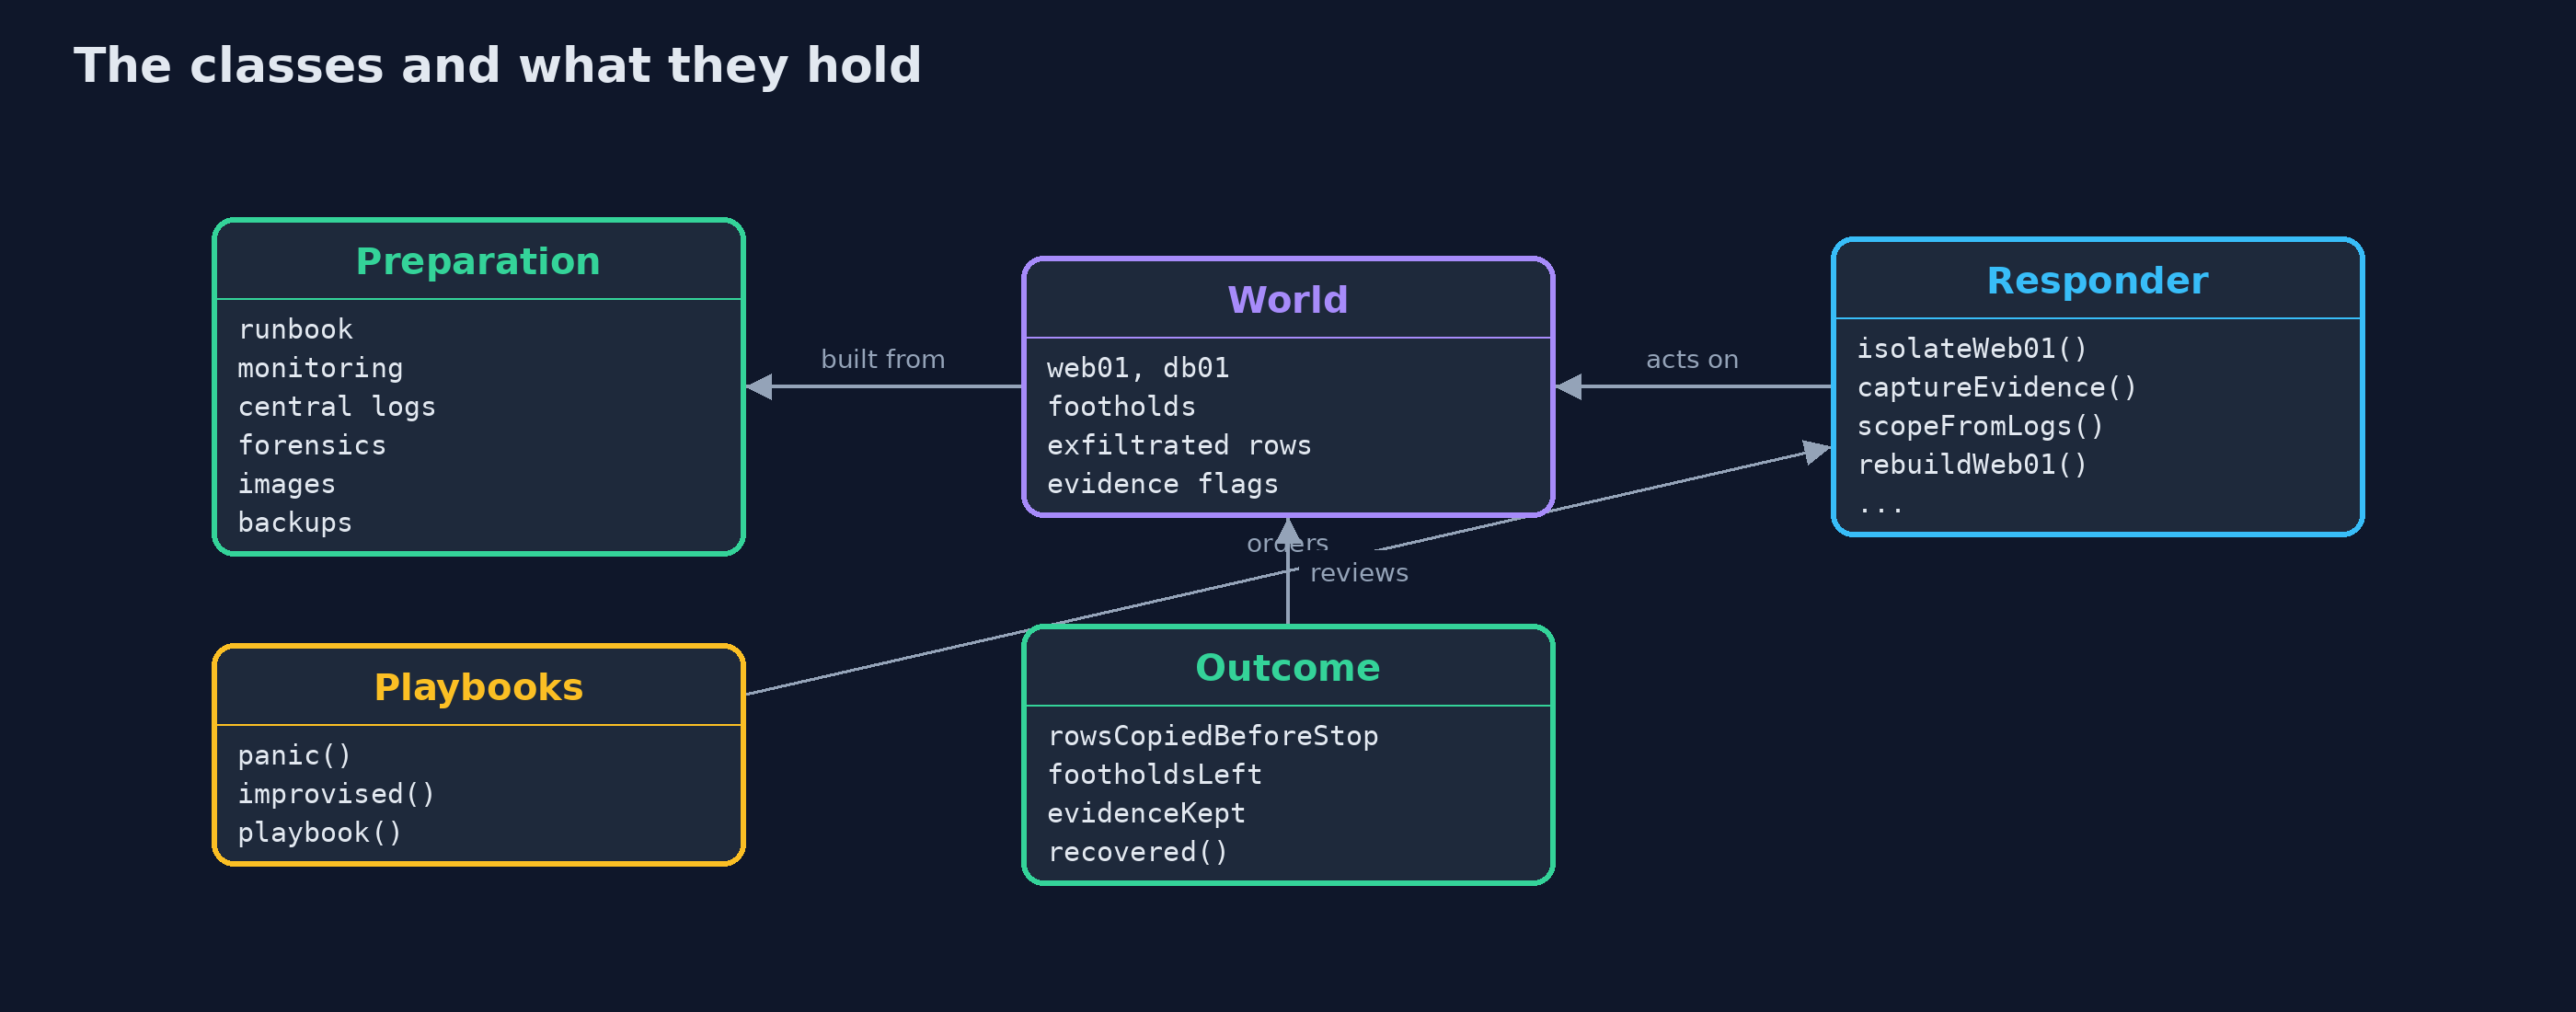 The classes and what they hold
Preparation
runbook
monitoring
central logs
forensics
images
backups
built from
World
web01, db01
footholds
exfiltrated rows
evidence flags
acts on
Responder
isolateWeb01()
captureEvidence()
scopeFromLogs()
rebuildWeb01()
...
orders
reviews
Playbooks
panic()
improvised()
playbook()
Outcome
rowsCopiedBeforeStop
footholdsLeft
evidenceKept
recovered()